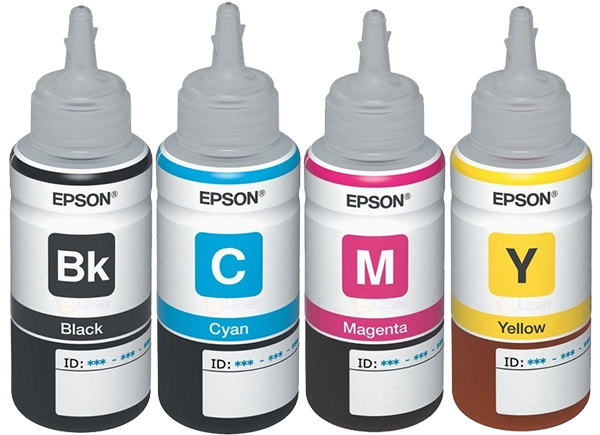 EPSON®
Bk
Black
ID: *** - *** - ***
EPSON®
C
Cyan
ID: *** - *** - ***
EPSON®
M
Magenta
ID: *** - *** - ***
EPSON®
Y
Yellow
ID: *** - *** - ***